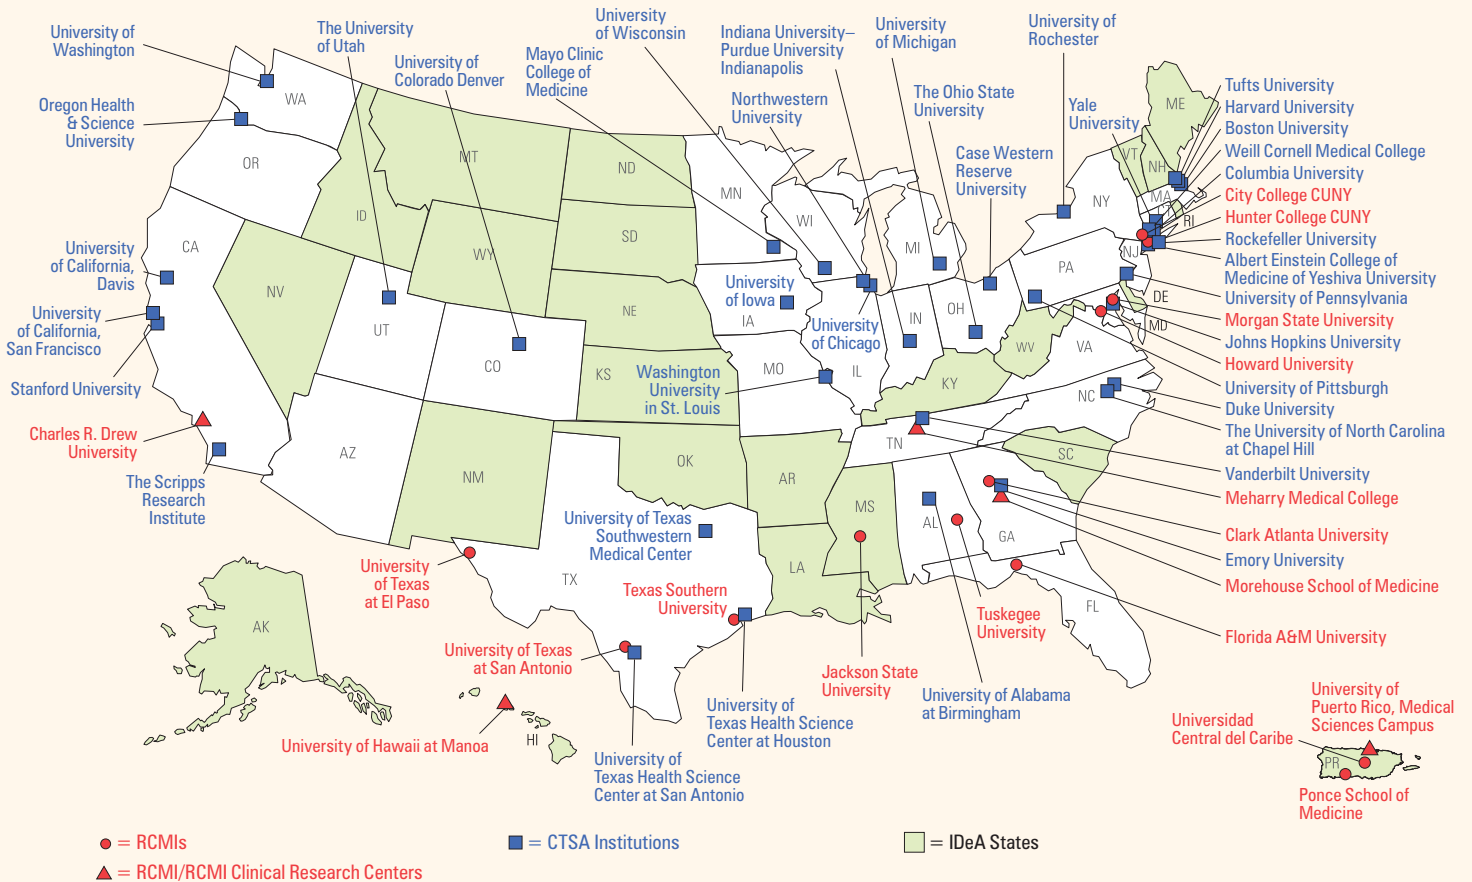 University of
Washington
Oregon Health
& Science
University
The University
of Utah
University of
Colorado Denver
Mayo Clinic
College of
Medicine
University
of Wisconsin
Northwestern
University
Indiana University–
Purdue University
Indianapolis
University
of Michigan
The Ohio State
University
Case Western
Reserve
University
University of
Rochester
Yale
University
Tufts University
Harvard University
Boston University
Weill Cornell Medical College
Columbia University
City College CUNY
Hunter College CUNY
Rockefeller University
Albert Einstein College of
Medicine of Yeshiva University
University of Pennsylvania
Morgan State University
Johns Hopkins University
Howard University
University of Pittsburgh
Duke University
The University of North Carolina
at Chapel Hill
Vanderbilt University
Meharry Medical College
Clark Atlanta University
Emory University
Morehouse School of Medicine
Florida A&M University
University
of California,
Davis
University
of California,
San Francisco
Stanford University
Charles R. Drew
University
The Scripps
Research
Institute
University
of Iowa
University
of Chicago
Washington
University
in St. Louis
University of Texas
Southwestern
Medical Center
University
of Texas
at El Paso
Texas Southern
University
University of Texas
at San Antonio
University of Hawaii at Manoa
University of
Texas Health Science
Center at San Antonio
University of
Texas Health Science
Center at Houston
Jackson State
University
Tuskegee
University
University of Alabama
at Birmingham
University of
Puerto Rico, Medical
Sciences Campus
Universidad
Central del Caribe
Ponce School of
Medicine
WA
OR
CA
NV
ID
MT
WY
UT
CO
AZ
NM
ND
SD
NE
KS
OK
TX
MN
IA
MO
AR
LA
WI
IL
MI
IN
OH
KY
TN
MS
AL
GA
FL
SC
NC
VA
WV
PA
NY
VT
NH
ME
MA
CT
RI
NJ
DE
MD
AK
HI
PR
= RCMIs
= RCMI/RCMI Clinical Research Centers
= CTSA Institutions
= IDeA States